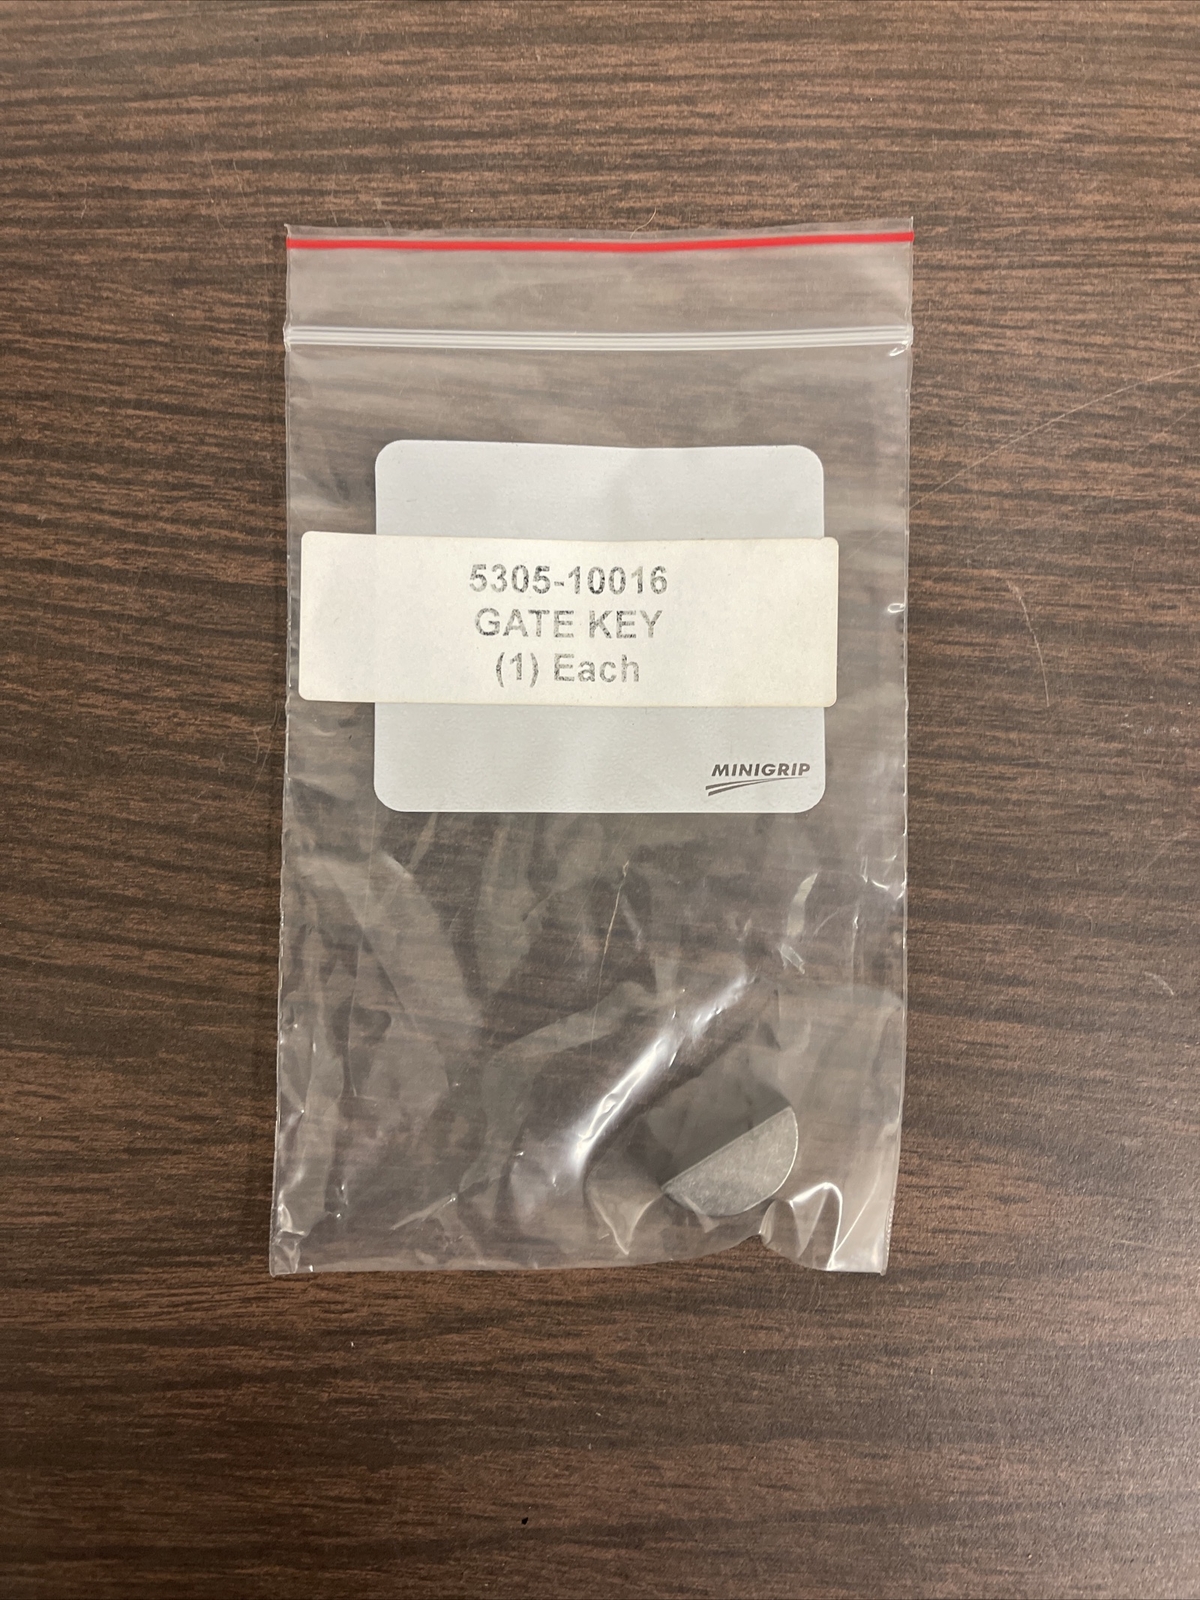 5305-10016
GATE KEY
(1) Each
MINIGRIP